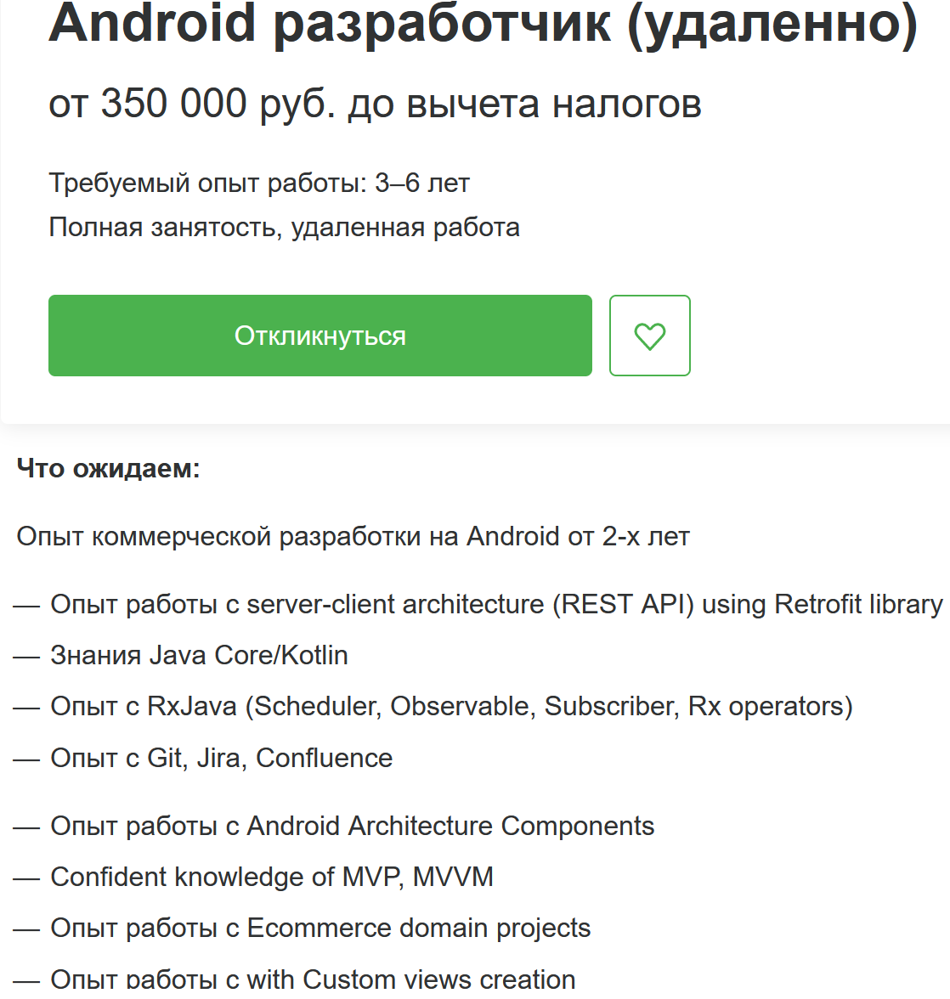 Android разработчик (удаленно)
от 350 000 руб. до вычета налогов
Требуемый опыт работы: 3–6 лет
Полная занятость, удаленная работа
Откликнуться
Что ожидаем:
Опыт коммерческой разработки на Android от 2-х лет
— Опыт работы с server-client architecture (REST API) using Retrofit library
— Знания Java Core/Kotlin
— Опыт с RxJava (Scheduler, Observable, Subscriber, Rx operators)
— Опыт с Git, Jira, Confluence
— Опыт работы с Android Architecture Components
— Confident knowledge of MVP, MVVM
— Опыт работы с Ecommerce domain projects
— Опыт работы с with Custom views creation